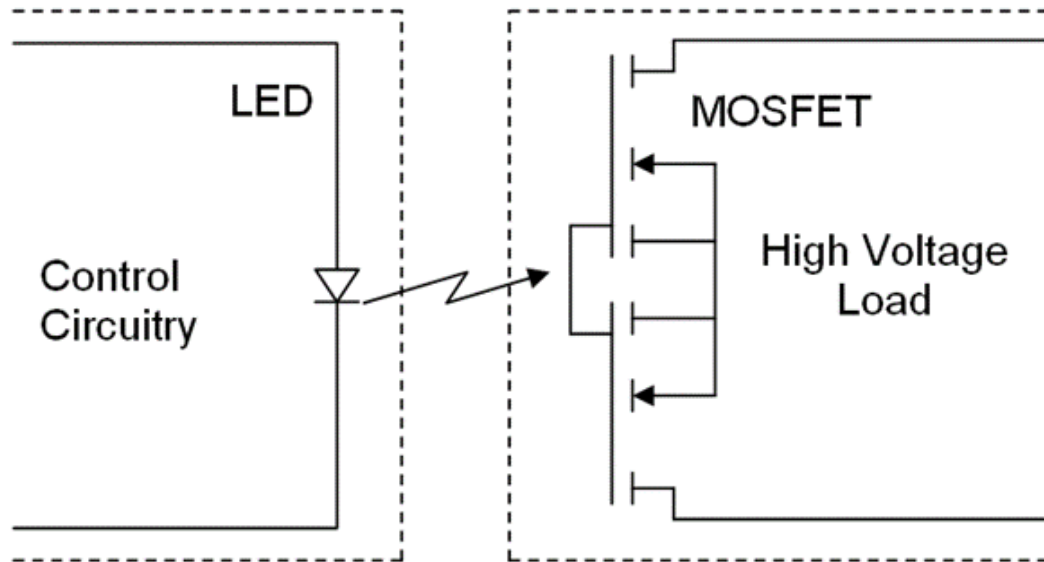 LED
MOSFET
Control
Circuitry
High Voltage
Load